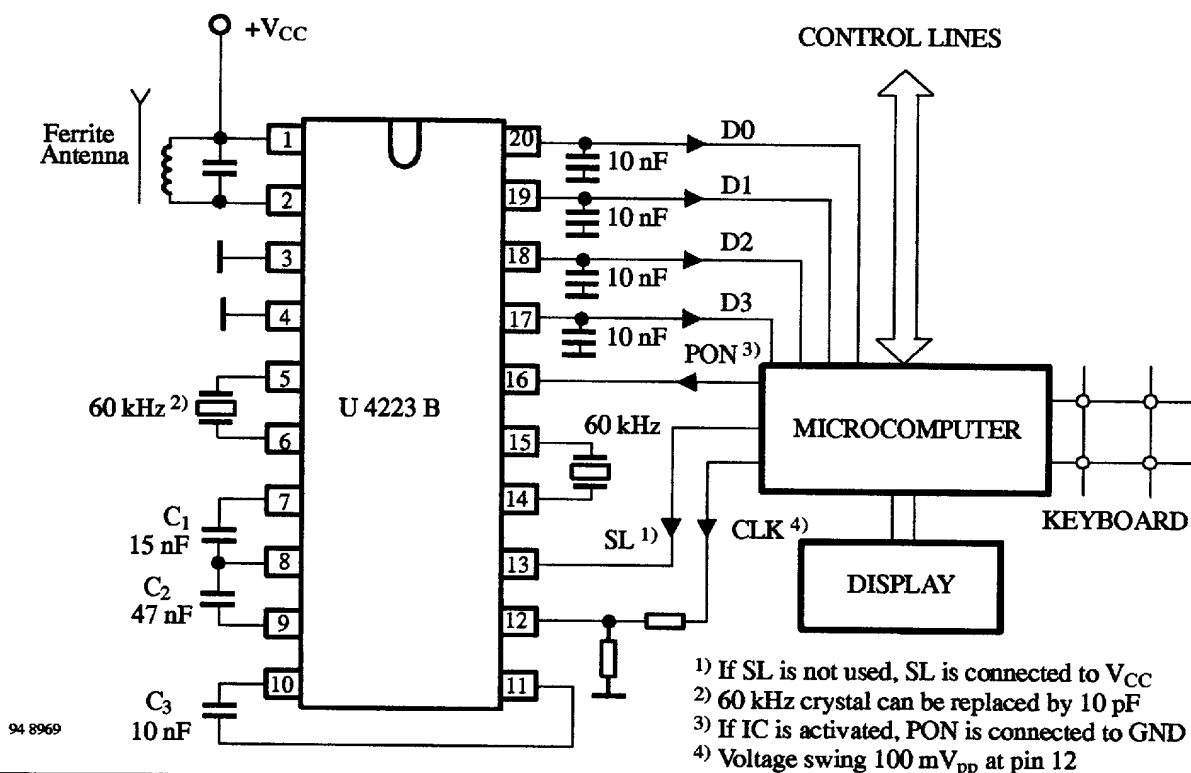 +VCC
CONTROL LINES
Ferrite
Antenna
1
2
3
4
5
6
7
8
9
10
20
19
18
17
16
15
14
13
12
11
U 4223 B
D0
10 nF
D1
10 nF
D2
10 nF
D3
10 nF
PON 3)
60 kHz 2)
60 kHz
MICROCOMPUTER
KEYBOARD
C1
15 nF
C2
47 nF
SL 1)
CLK 4)
DISPLAY
C3
10 nF
94 8969
1) If SL is not used, SL is connected to VCC
2) 60 kHz crystal can be replaced by 10 pF
3) If IC is activated, PON is connected to GND
4) Voltage swing 100 mVpp at pin 12